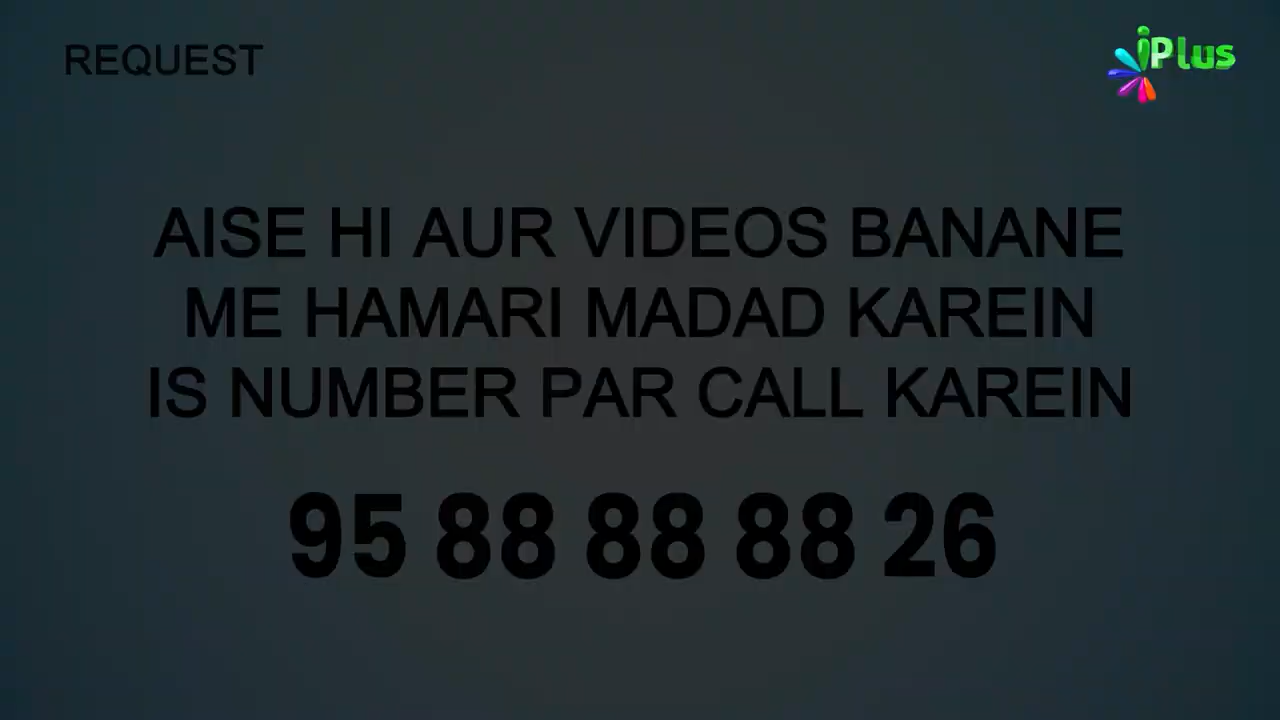 REQUEST
iPlus
AISE HI AUR VIDEOS BANANE
ME HAMARI MADAD KAREIN
IS NUMBER PAR CALL KAREIN
95 88 88 88 26